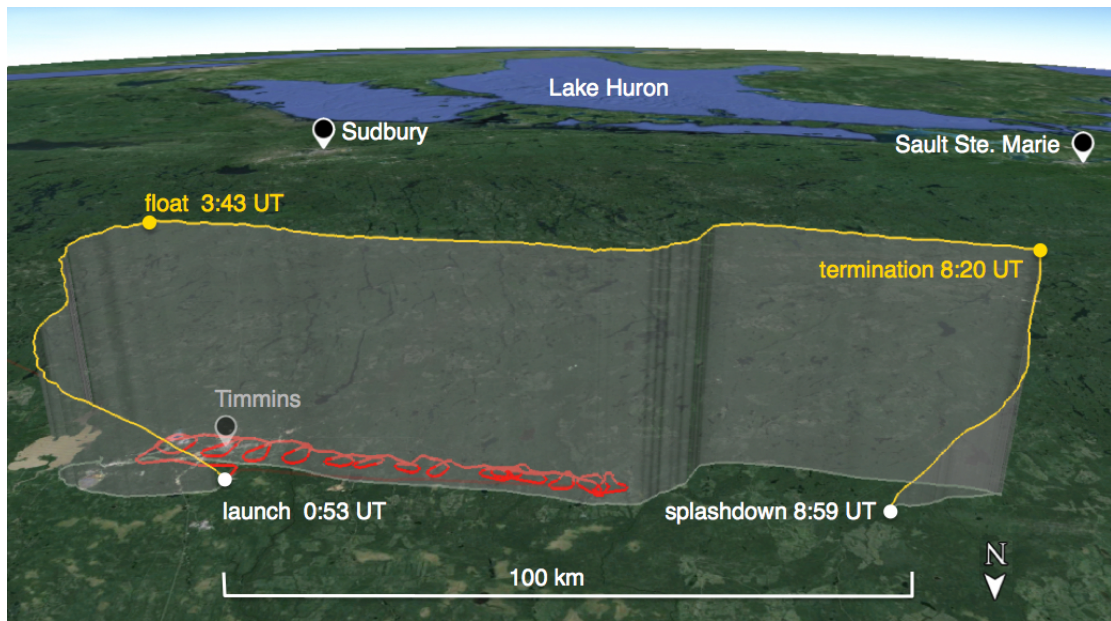 Lake Huron
Sudbury
Sault Ste. Marie
float 3:43 UT
termination 8:20 UT
Timmins
launch 0:53 UT
splashdown 8:59 UT
100 km
N